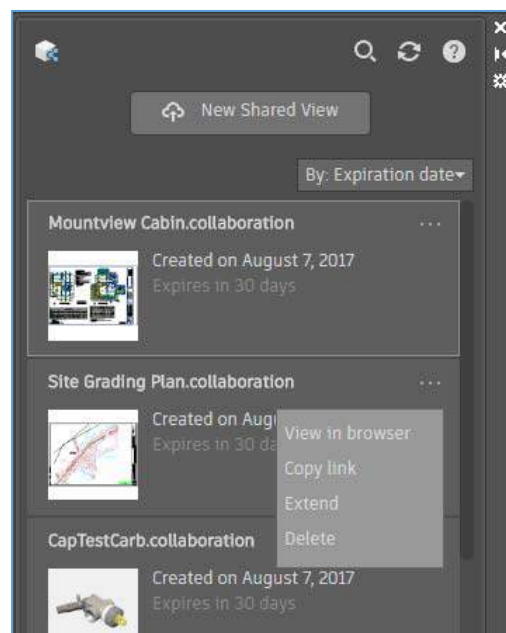 New Shared View
By: Expiration date
Mountview Cabin.collaboration
Created on August 7, 2017
Expires in 30 days
Site Grading Plan.collaboration
Created on Aug
Expires in 30 da
View in browser
Copy link
Extend
Delete
CapTestCarb.collaboration
Created on August 7, 2017
Expires in 30 days